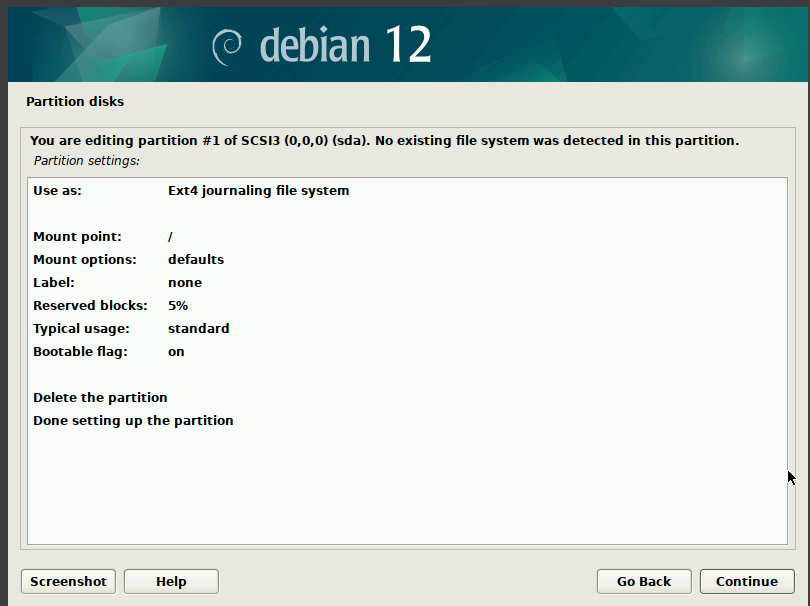 debian 12
Partition disks
You are editing partition #1 of SCSI3 (0,0,0) (sda). No existing file system was detected in this partition.
Partition settings:
Use as: Ext4 journaling file system
Mount point: /
Mount options: defaults
Label: none
Reserved blocks: 5%
Typical usage: standard
Bootable flag: on
Delete the partition
Done setting up the partition
Screenshot Help Go Back Continue